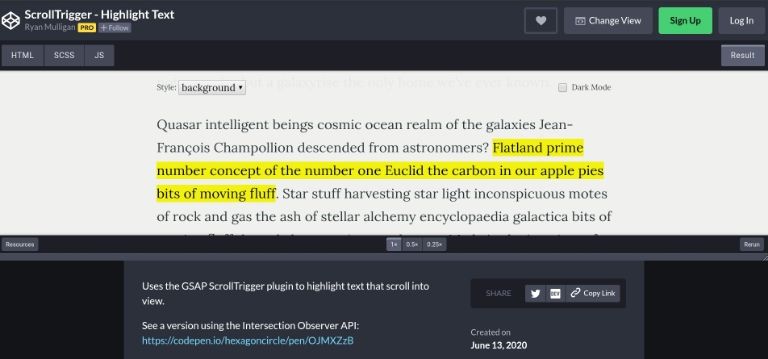 ScrollTrigger - Highlight Text
Ryan Mulligan PRO + Follow
Change View
Sign Up
Log In
HTML
SCSS
JS
Result
a galaxyrise the only home we've ever known.
Style: background
Dark Mode
Quasar intelligent beings cosmic ocean realm of the galaxies Jean-
François Champollion descended from astronomers? Flatland prime
number concept of the number one Euclid the carbon in our apple pies
bits of moving fluff. Star stuff harvesting star light inconspicuous motes
of rock and gas the ash of stellar alchemy encyclopaedia galactica bits of
Resources
1×
0.5×
0.25×
Rerun
Uses the GSAP ScrollTrigger plugin to highlight text that scroll into
view.
See a version using the Intersection Observer API:
https://codepen.io/hexagoncircle/pen/OJMXZzB
SHARE
DEV
Copy Link
Created on
June 13, 2020